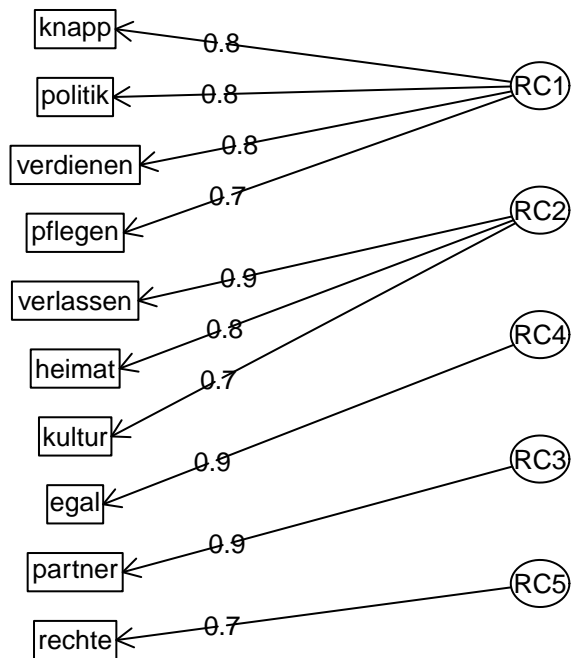 knapp
0.8
RC1
politik
0.8
verdienen
0.8
pflegen
0.7
RC2
verlassen
0.9
heimat
0.8
RC4
kultur
0.7
egal
0.9
RC3
partner
0.9
RC5
rechte
0.7